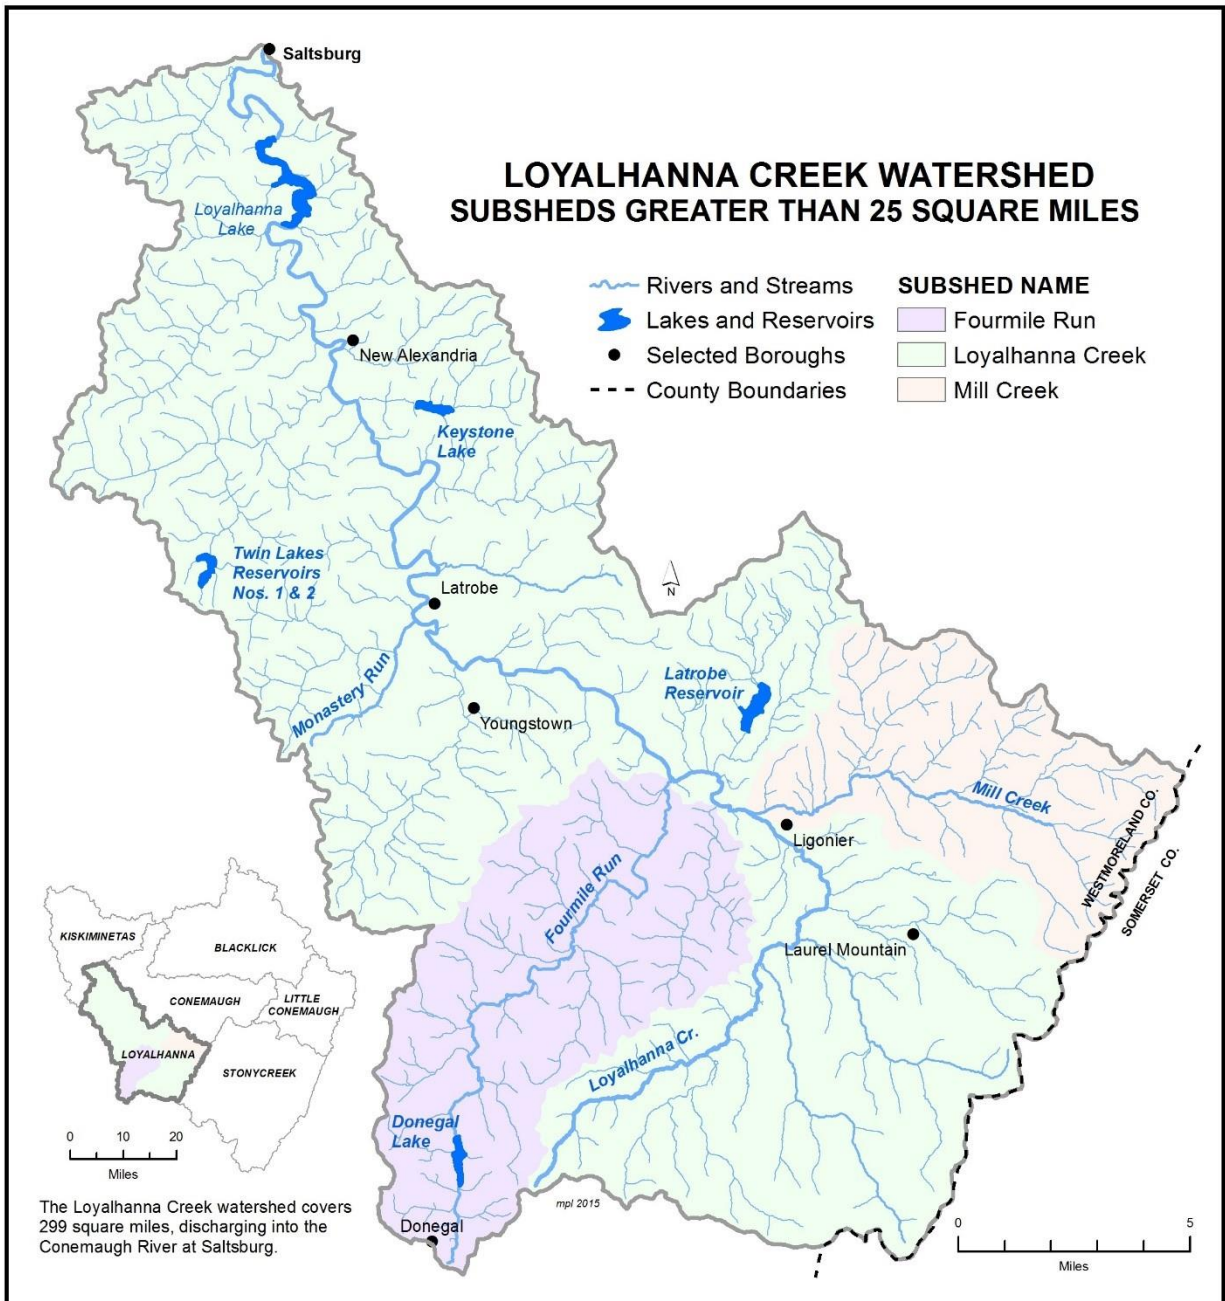 Saltsburg
LOYALHANNA CREEK WATERSHED
SUBSHEDS GREATER THAN 25 SQUARE MILES
Loyalhanna
Lake
Rivers and Streams
Lakes and Reservoirs
Selected Boroughs
County Boundaries
SUBSHED NAME
Fourmile Run
Loyalhanna Creek
Mill Creek
New Alexandria
Keystone
Lake
Twin Lakes
Reservoirs
Nos. 1 & 2
Latrobe
N
Monastery Run
Latrobe
Reservoir
Youngstown
Mill Creek
Ligonier
WESTMORELAND CO.
SOMERSET CO.
Fourmile Run
Laurel Mountain
Loyalhanna Cr.
KISKIMINETAS
BLACKLICK
CONEMAUGH
LITTLE
CONEMAUGH
LOYALHANNA
STONYCREEK
Donegal
Lake
0 10 20
Miles
mpl 2015
The Loyalhanna Creek watershed covers
299 square miles, discharging into the
Conemaugh River at Saltsburg.
Donegal
0 5
Miles